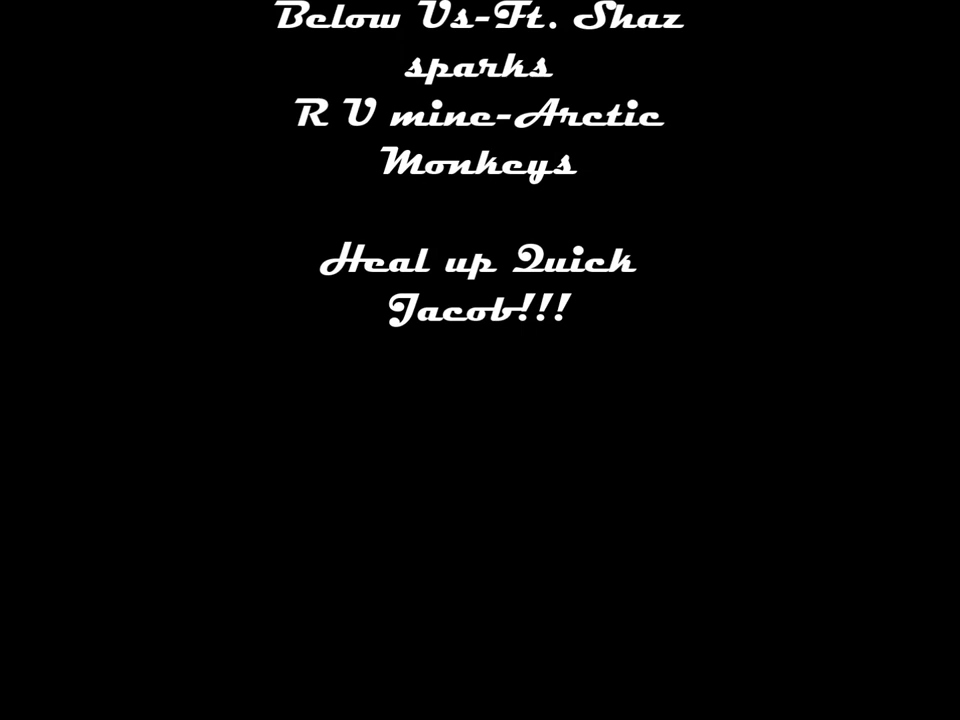 Below Us-Ft. Shaz
sparks
R U mine-Arctic
Monkeys
Heal up Quick
Jacob!!!